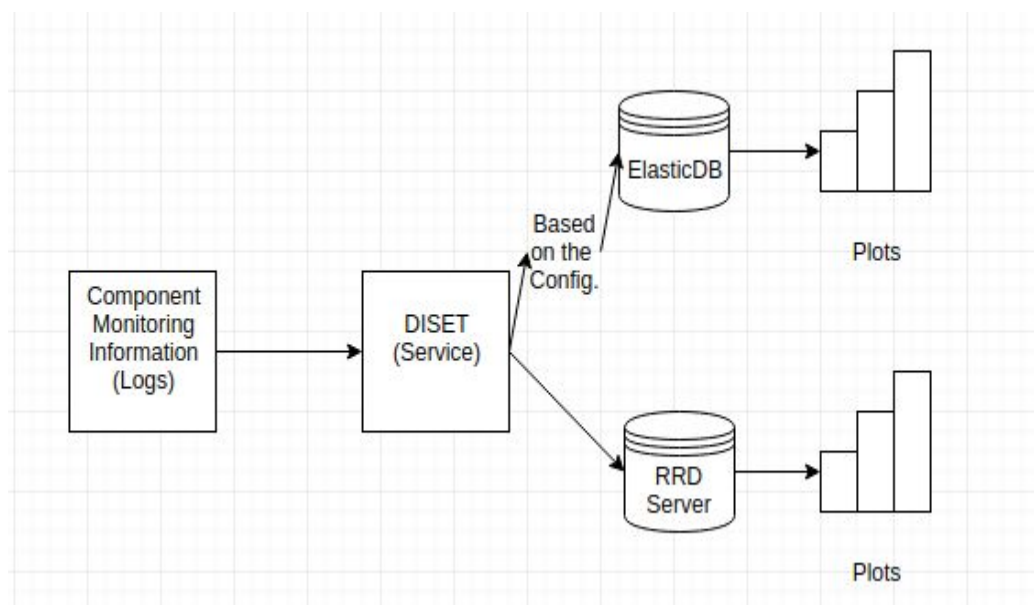 Component
Monitoring
Information
(Logs)
DISET
(Service)
Based
on the
Config.
ElasticDB
Plots
RRD
Server
Plots